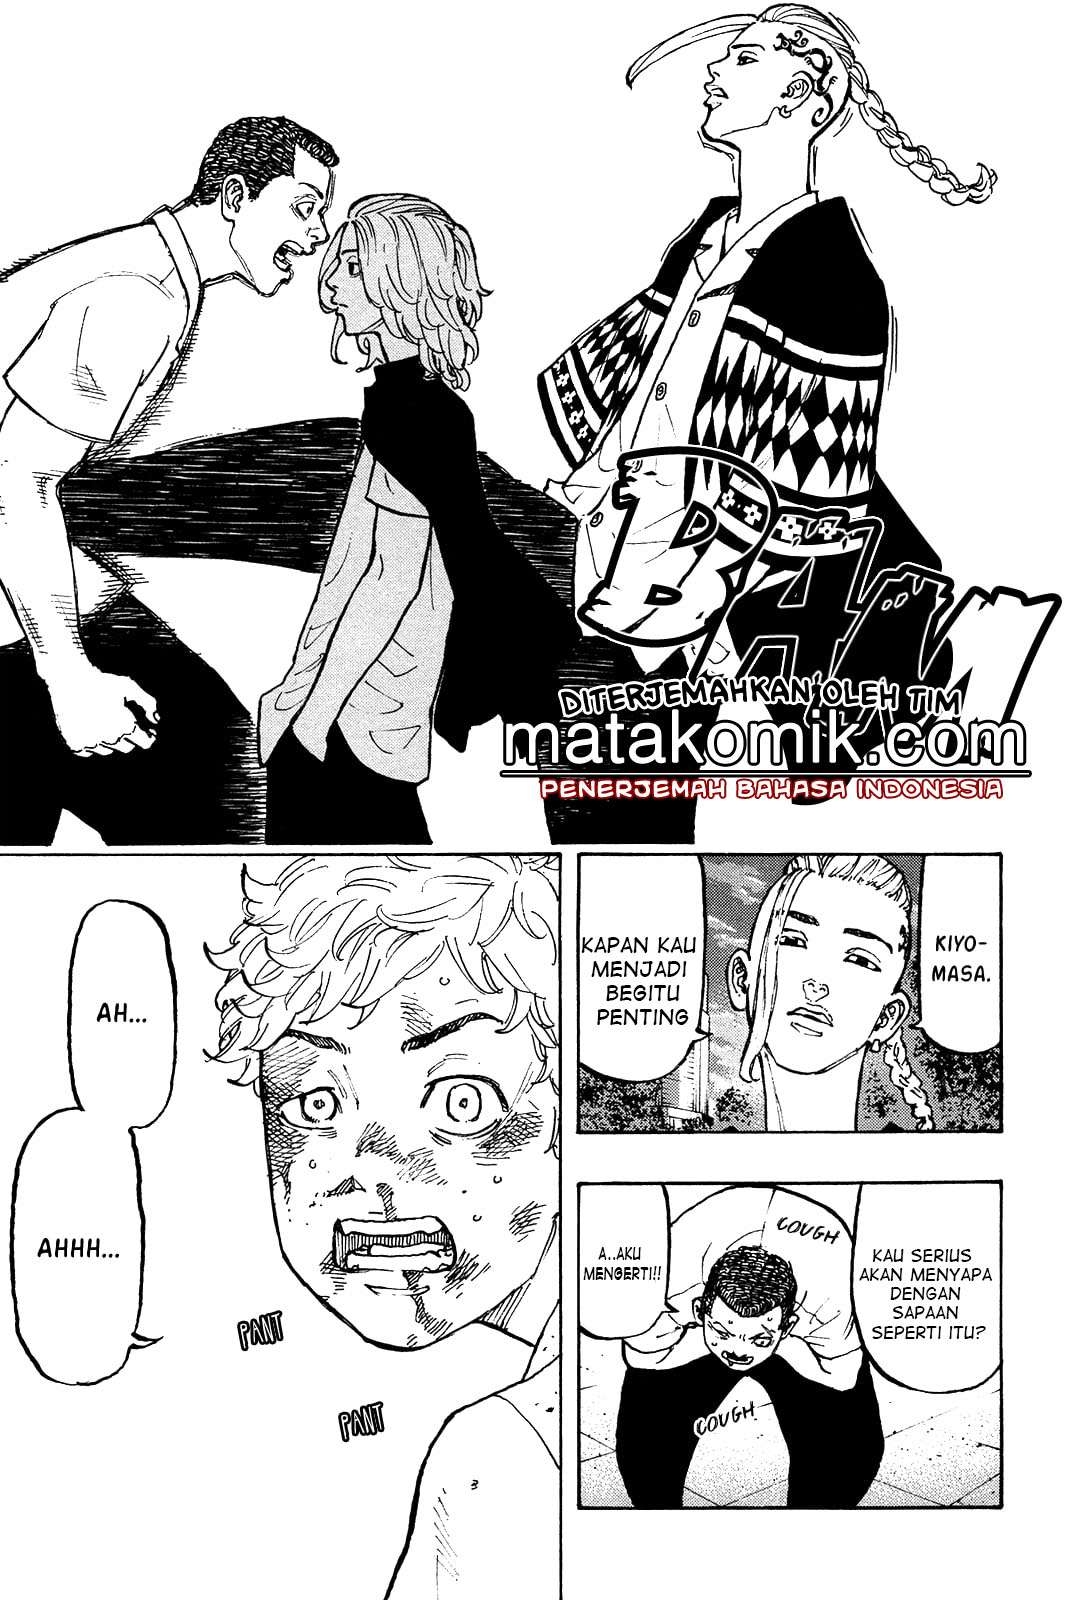 BAM
DITERJEMAHKAN OLEH TIM
matakomik.com
PENERJEMAH BAHASA INDONESIA
KIYO-
MASA.
KAPAN KAU
MENJADI
BEGITU
PENTING
KAU SERIUS
AKAN MENYAPA
DENGAN
SAPAAN
SEPERTI ITU?
A..AKU
MENGERTI!!
COUGH
COUGH
AH...
AHHH...
PANT
PANT
3